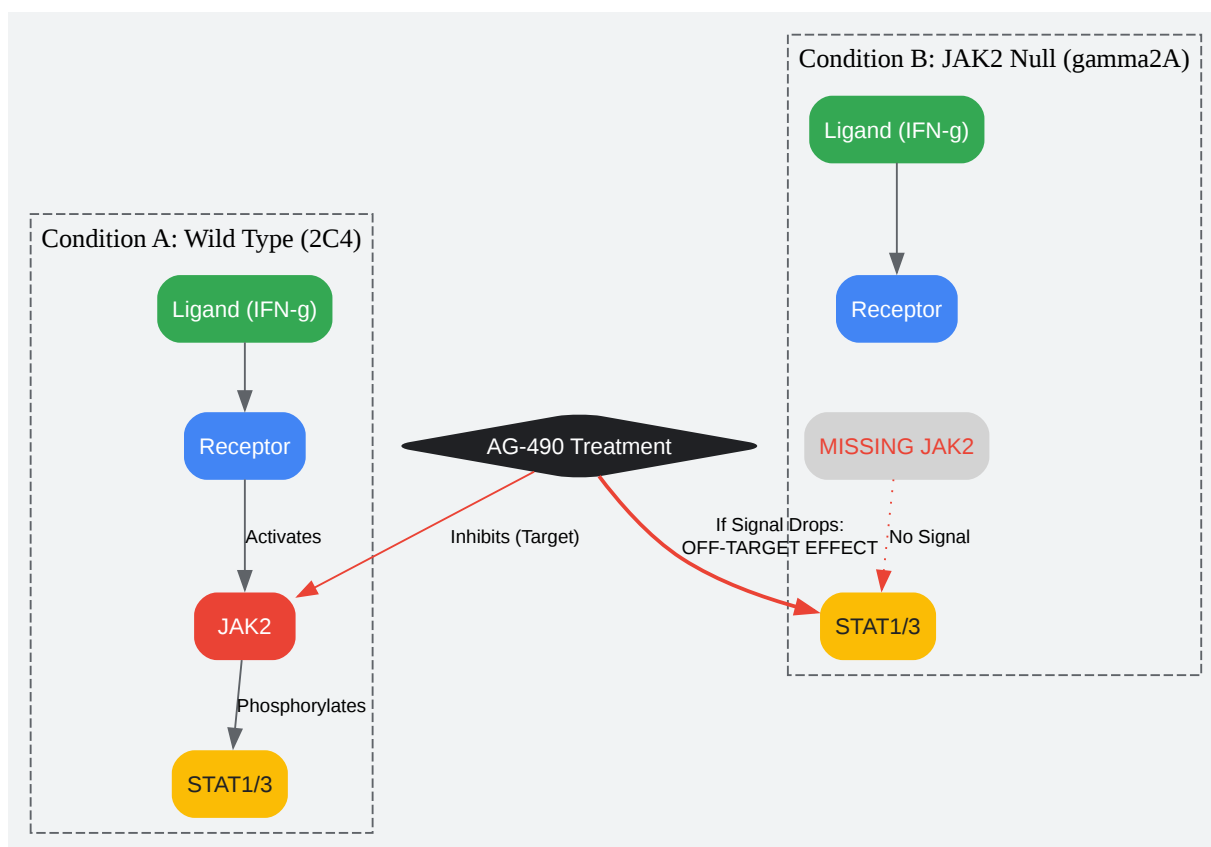 Condition A: Wild Type (2C4)
Ligand (IFN-g)
Receptor
Activates
JAK2
Phosphorylates
STAT1/3
AG-490 Treatment
Inhibits (Target)
If Signal Drops:
OFF-TARGET EFFECT
Condition B: JAK2 Null (gamma2A)
Ligand (IFN-g)
Receptor
MISSING JAK2
No Signal
STAT1/3